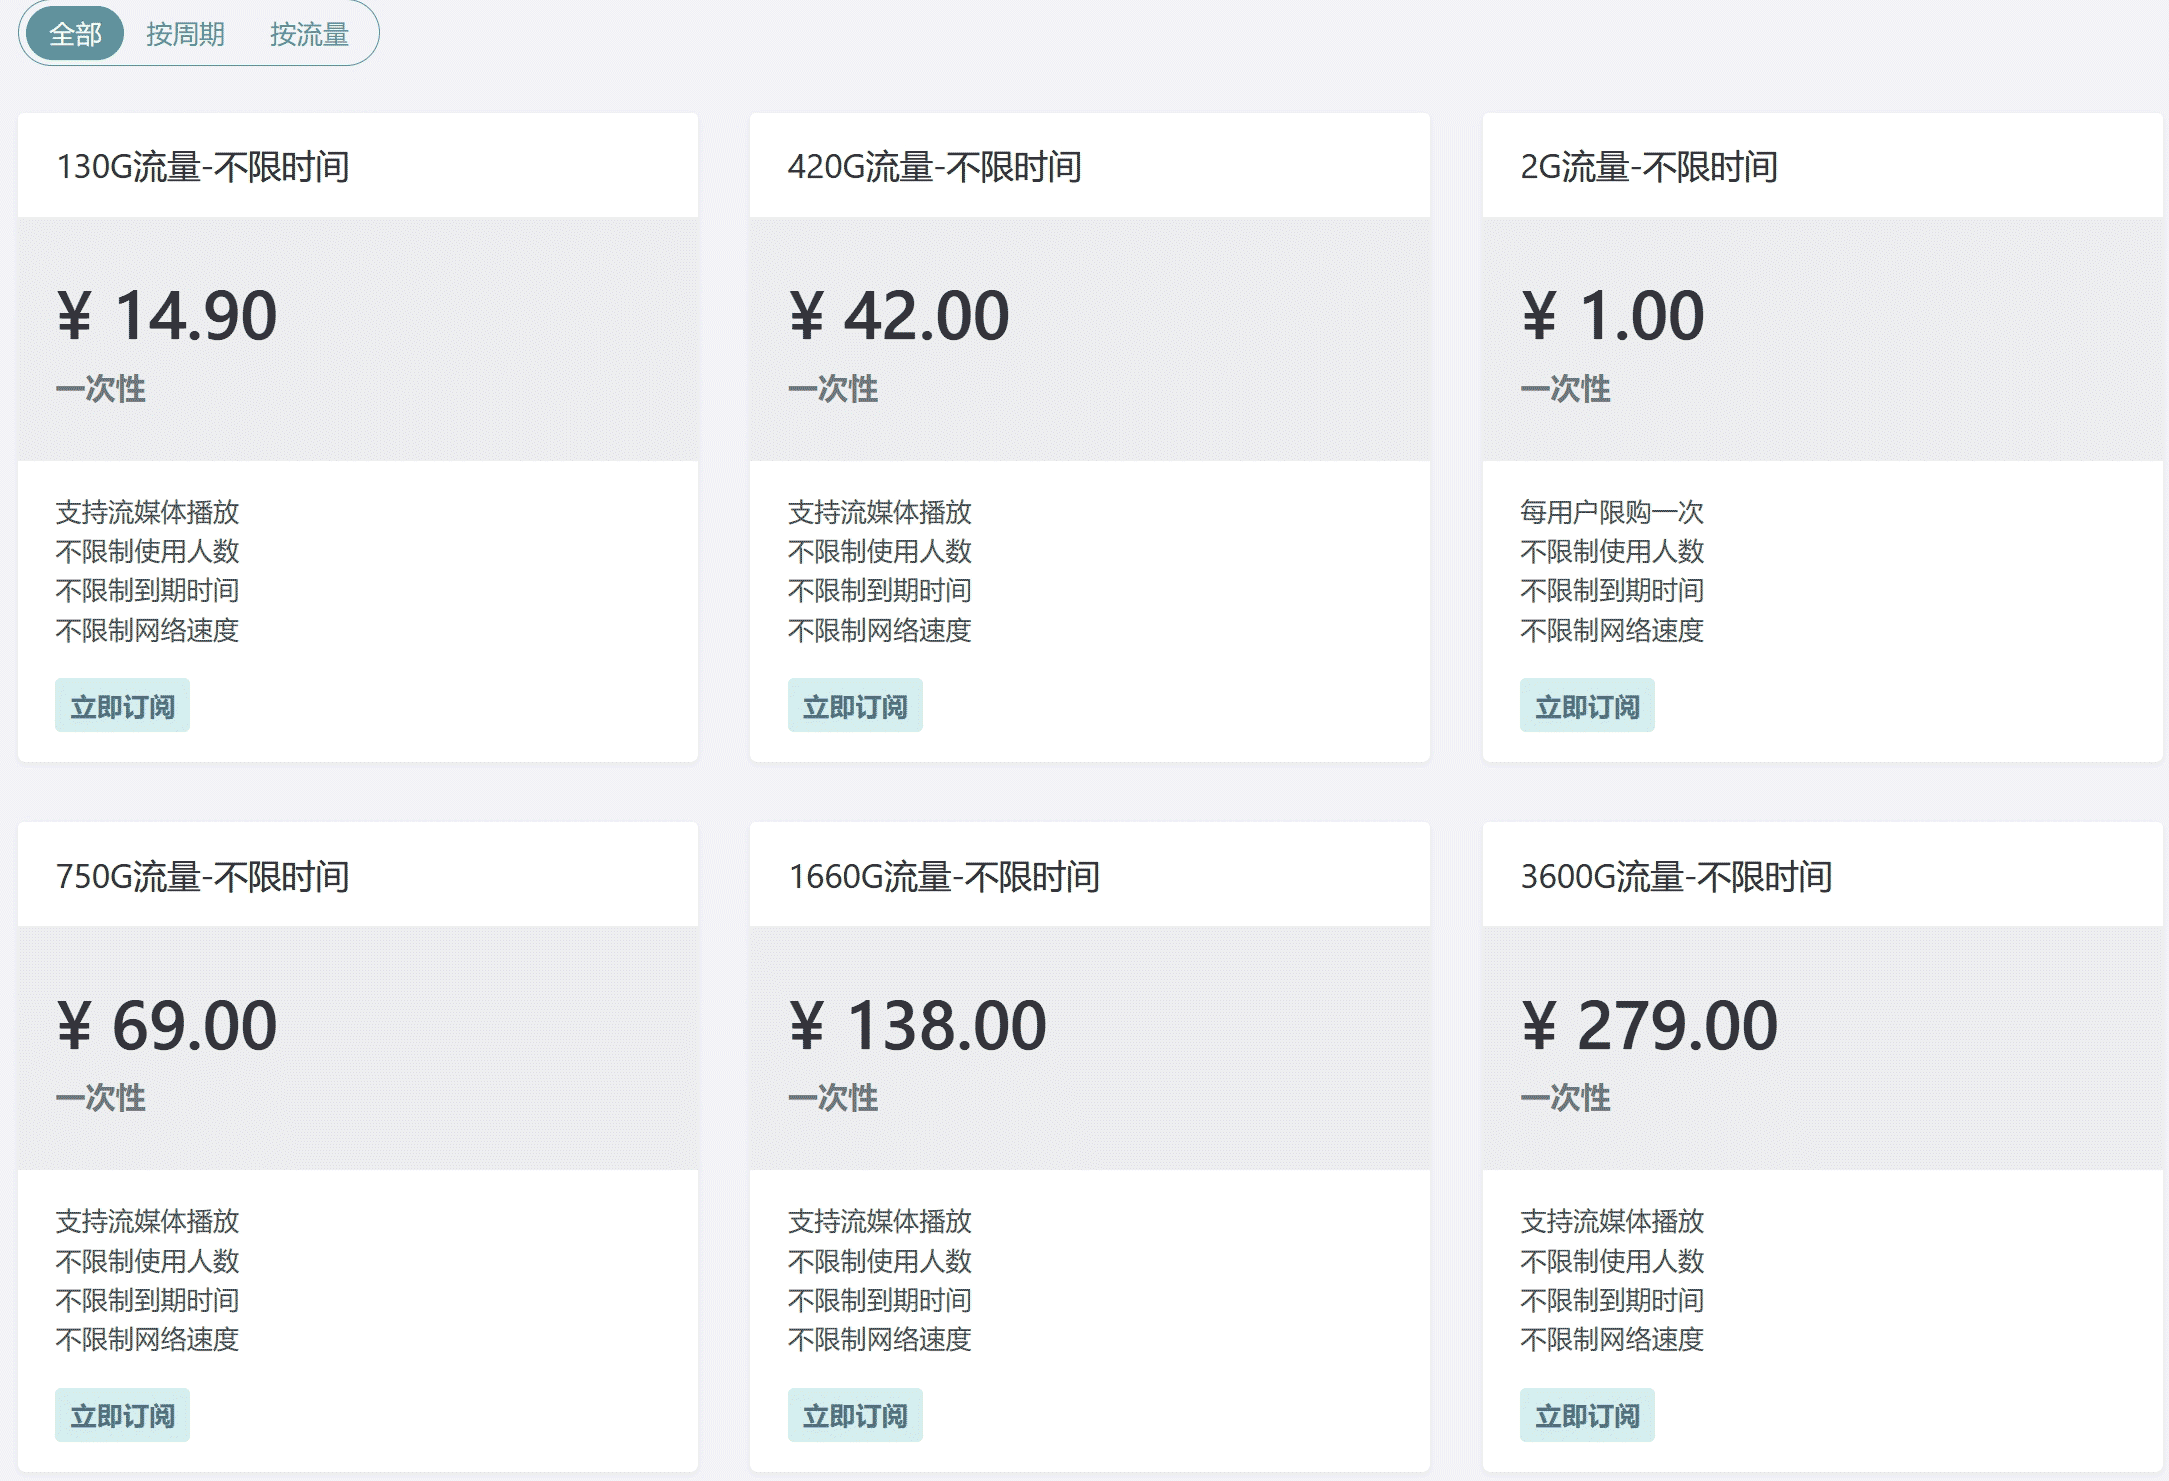 全部 按周期 按流量
130G流量-不限时间
¥ 14.90
一次性
支持流媒体播放
不限制使用人数
不限制到期时间
不限制网络速度
立即订阅
420G流量-不限时间
¥ 42.00
一次性
支持流媒体播放
不限制使用人数
不限制到期时间
不限制网络速度
立即订阅
2G流量-不限时间
¥ 1.00
一次性
每用户限购一次
不限制使用人数
不限制到期时间
不限制网络速度
立即订阅
750G流量-不限时间
¥ 69.00
一次性
支持流媒体播放
不限制使用人数
不限制到期时间
不限制网络速度
立即订阅
1660G流量-不限时间
¥ 138.00
一次性
支持流媒体播放
不限制使用人数
不限制到期时间
不限制网络速度
立即订阅
3600G流量-不限时间
¥ 279.00
一次性
支持流媒体播放
不限制使用人数
不限制到期时间
不限制网络速度
立即订阅